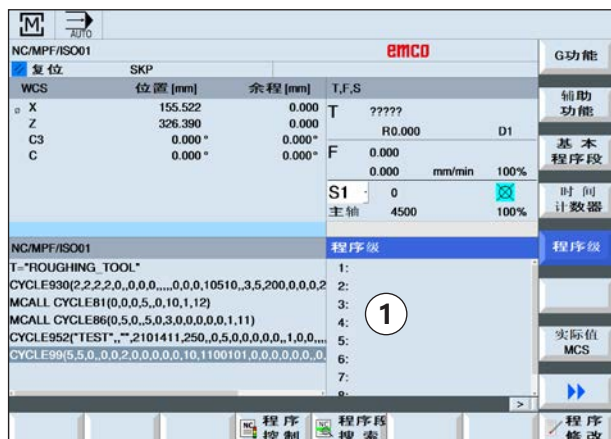 M
AUTO
NC/MPF/ISO01 emco
复位 SKP
WCS 位置 [mm] 余程 [mm] T,F,S
X 155.522 0.000
Z 326.390 0.000
C3 0.000 ° 0.000 °
C 0.000 ° 0.000 °
T ?????
R0.000 D1
F 0.000
0.000 mm/min 100%
S1 0
主轴 4500 100%
NC/MPF/ISO01
T="ROUGHING_TOOL"
CYCLE930(2,2,2,2,0,,0,0,0,,,,,0,0,0,10510,,3,5,200,0,0,0,2
MCALL CYCLE81(0,0,0,5,,0,10,1,12)
MCALL CYCLE86(0,5,0,,5,0,3,0,0,0,0,0,1,11)
CYCLE952("TEST",,"",2101411,250,,0,5,0,0,0,0,0,,1,0,0,,,,
CYCLE99(5,5,0,,0,0,2,0,0,0,0,0,10,1100101,0,0,0,0,0,0,,0,
程序级
1:
2:
3:
4:
5:
6:
7:
8:
1
G功能
辅助
功能
基本
程序段
时间
计数器
程序级
实际值
MCS
NC 程序
控制
NC 程序段
搜索
程序
修改